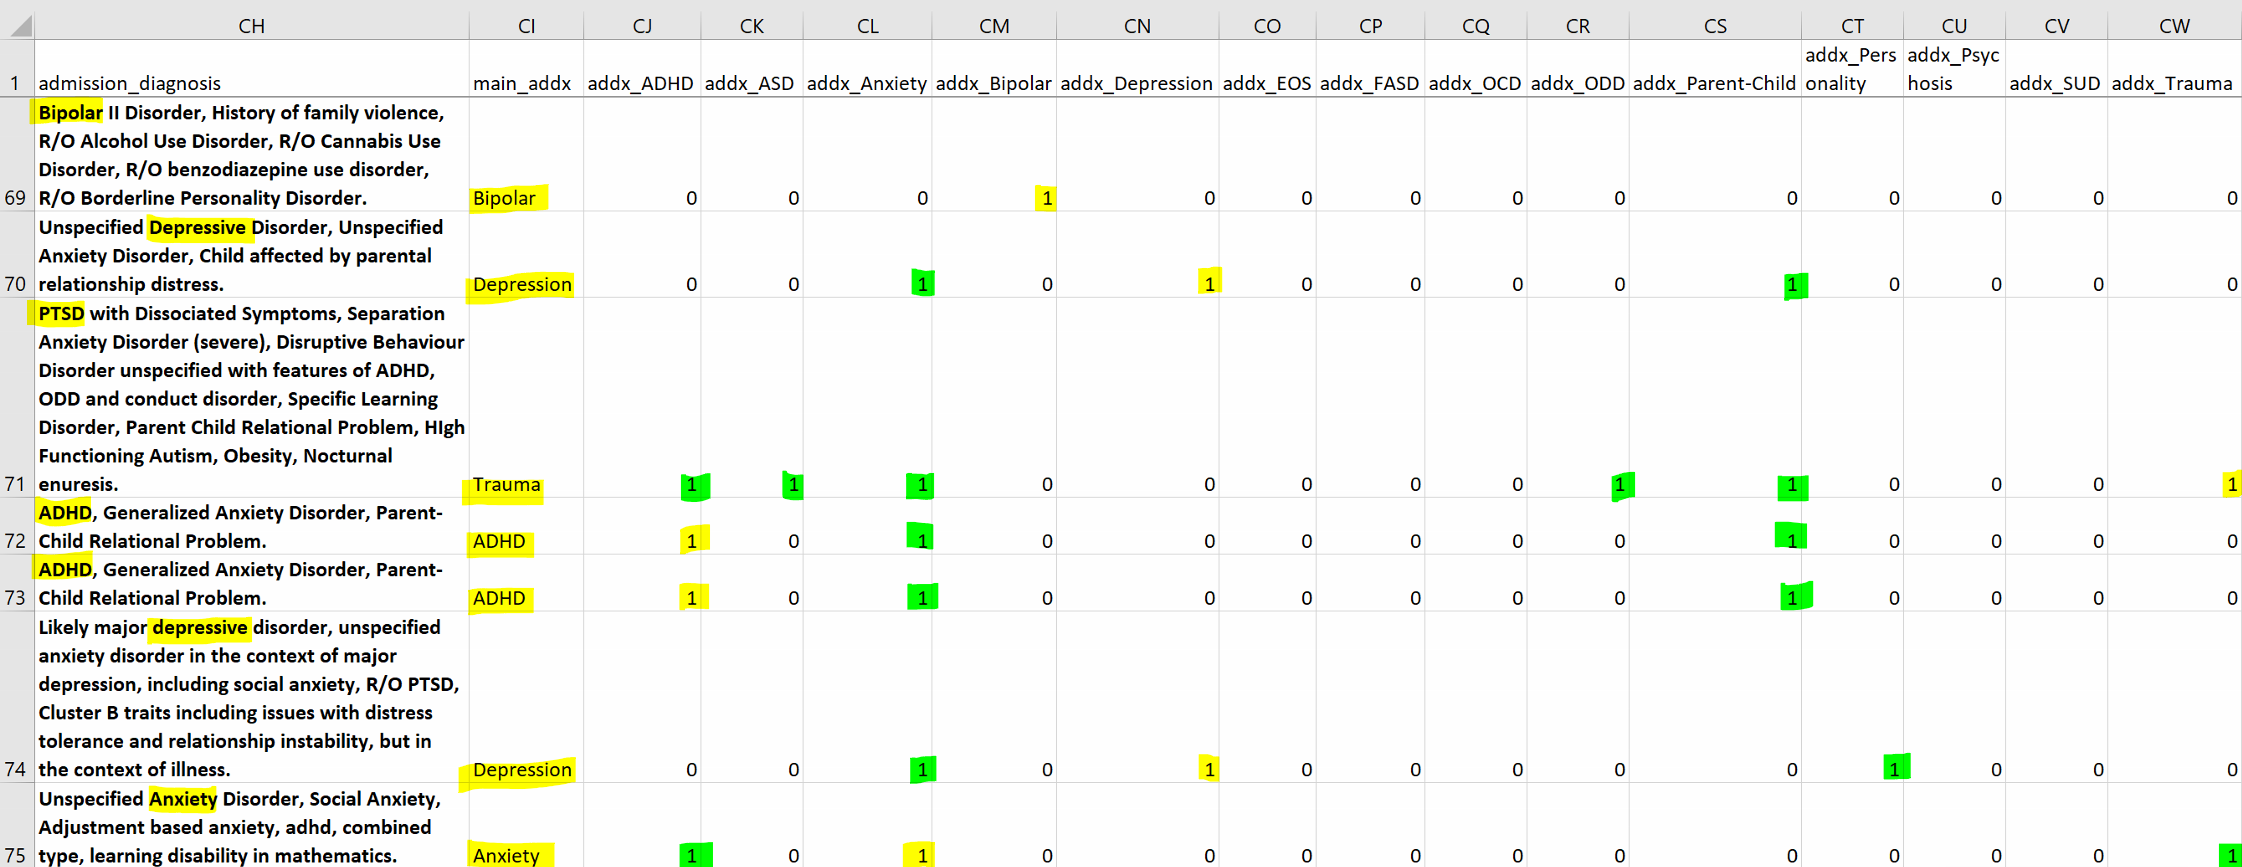 CH CI CJ CK CL CM CN CO CP CQ CR CS CT CU CV CW
addx_Pers addx_Psyc
1 admission_diagnosis main_addx addx_ADHD addx_ASD addx_Anxiety addx_Bipolar addx_Depression addx_EOS addx_FASD addx_OCD addx_ODD addx_Parent-Child onality hosis addx_SUD addx_Trauma
Bipolar II Disorder, History of family violence,
R/O Alcohol Use Disorder, R/O Cannabis Use
Disorder, R/O benzodiazepine use disorder,
69 R/O Borderline Personality Disorder. Bipolar 0 0 0 1 0 0 0 0 0 0 0 0 0 0
Unspecified Depressive Disorder, Unspecified
Anxiety Disorder, Child affected by parental
70 relationship distress. Depression 0 0 1 0 1 0 0 0 0 1 0 0 0 0
PTSD with Dissociated Symptoms, Separation
Anxiety Disorder (severe), Disruptive Behaviour
Disorder unspecified with features of ADHD,
ODD and conduct disorder, Specific Learning
Disorder, Parent Child Relational Problem, HIgh
Functioning Autism, Obesity, Nocturnal
71 enuresis. Trauma 1 1 1 0 0 0 0 0 1 1 0 0 0 1
ADHD, Generalized Anxiety Disorder, Parent-
72 Child Relational Problem. ADHD 1 0 1 0 0 0 0 0 0 1 0 0 0 0
ADHD, Generalized Anxiety Disorder, Parent-
73 Child Relational Problem. ADHD 1 0 1 0 0 0 0 0 0 1 0 0 0 0
Likely major depressive disorder, unspecified
anxiety disorder in the context of major
depression, including social anxiety, R/O PTSD,
Cluster B traits including issues with distress
tolerance and relationship instability, but in
74 the context of illness. Depression 0 0 1 0 1 0 0 0 0 0 1 0 0 0
Unspecified Anxiety Disorder, Social Anxiety,
Adjustment based anxiety, adhd, combined
75 type, learning disability in mathematics. Anxiety 1 0 1 0 0 0 0 0 0 0 0 0 0 1